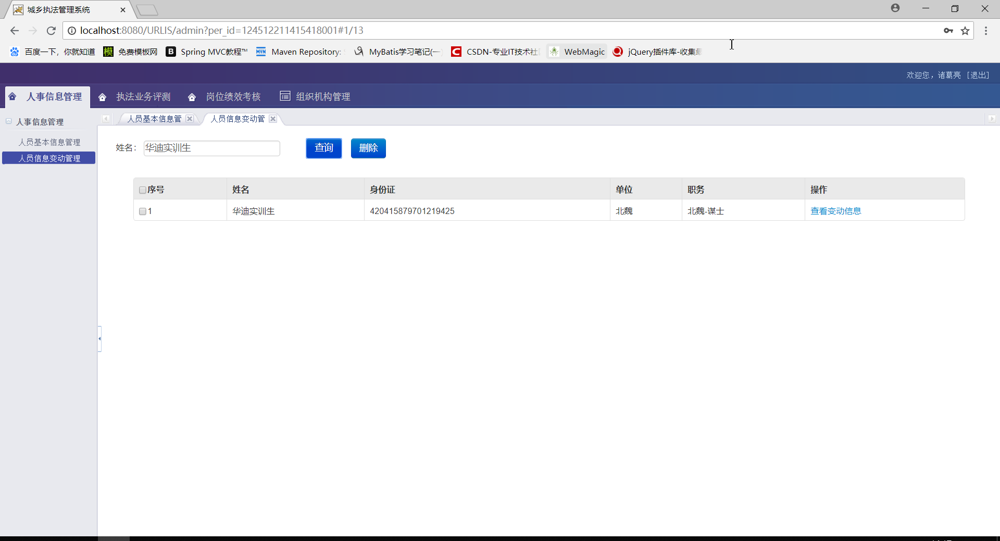 城乡执法管理系统
localhost:8080/URLIS/admin?per_id=124512211415418001#1/13
百度一下，你就知道 免费模板网 Spring MVC教程™ Maven Repository: MyBatis学习笔记(一 CSDN-专业IT技术社 WebMagic jQuery插件库-收集最
欢迎您，诸葛亮 [退出]
人事信息管理 执法业务评测 岗位绩效考核 组织机构管理
人事信息管理
人员基本信息管理
人员信息变动管理
人员基本信息管 人员信息变动管
姓名： 华迪实训生 查询 删除
序号 姓名 身份证 单位 职务 操作
1 华迪实训生 420415879701219425 北魏 北魏-谋士 查看变动信息